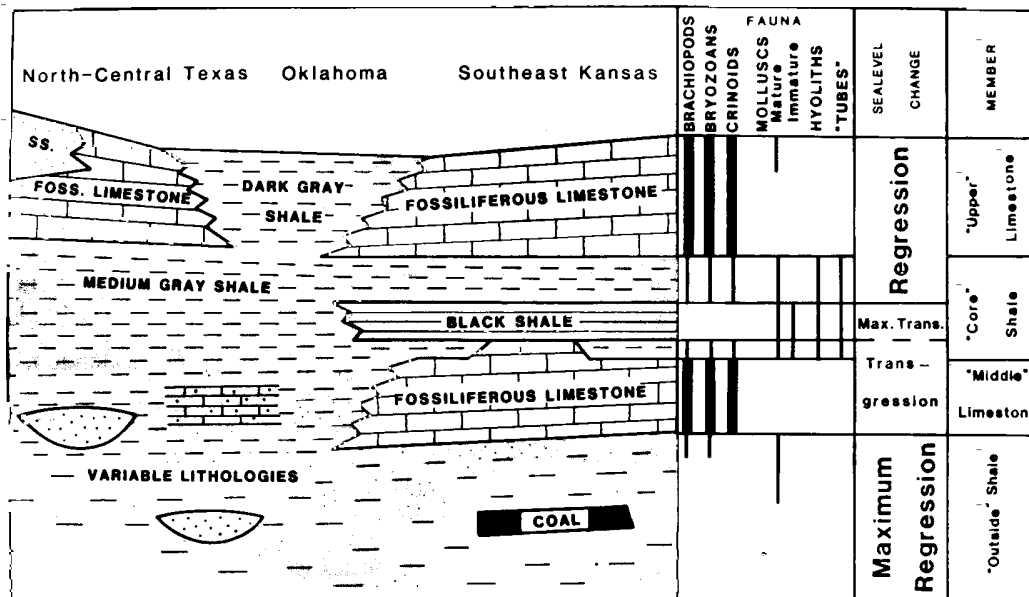 North-Central Texas
Oklahoma
Southeast Kansas
FAUNA
BRACHIOPODS
BRYOZOANS
CRINOIDS
MOLLUSCS
Mature
Immature
HYOLITHS
"TUBES"
SEALEVEL
CHANGE
MEMBER
SS.
FOSS. LIMESTONE
DARK GRAY
SHALE
FOSSILIFEROUS LIMESTONE
MEDIUM GRAY SHALE
BLACK SHALE
FOSSILIFEROUS LIMESTONE
VARIABLE LITHOLOGIES
COAL
Regression
Max. Trans.
Trans-
gression
Maximum
Regression
"Upper"
Limestone
"Core"
Shale
"Middle"
Limeston
"Outside" Shale